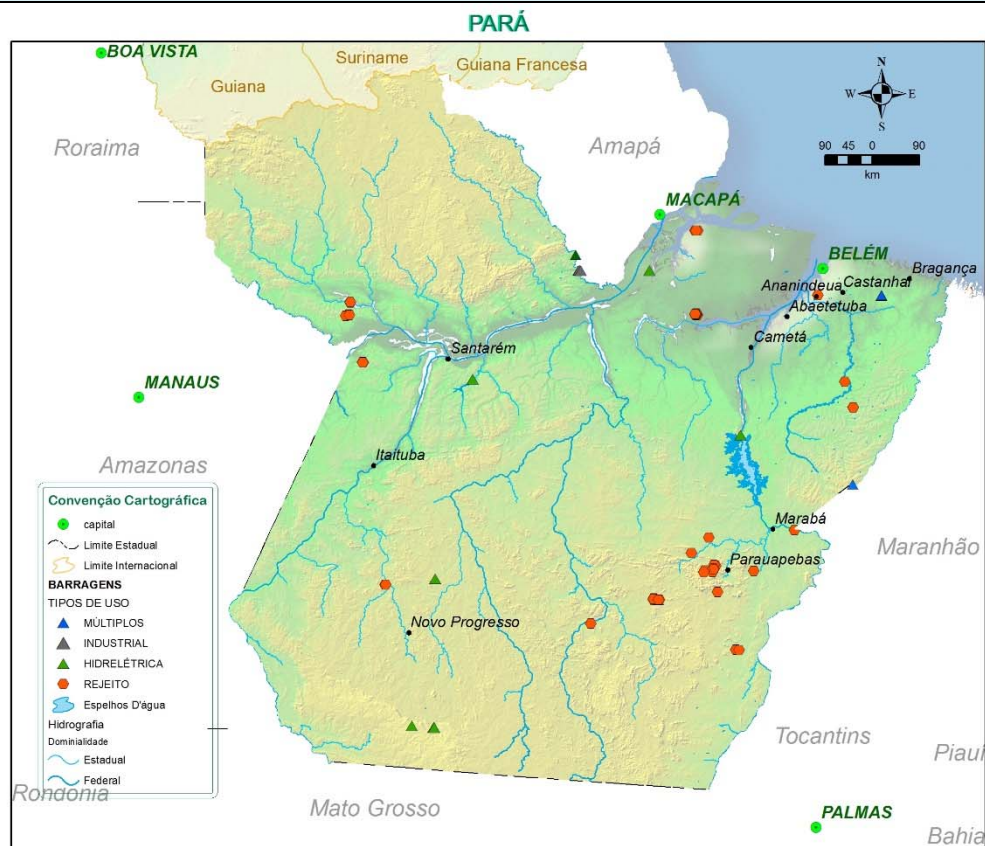 PARÁ
BOA VISTA
Suriname
Guiana Francesa
Guiana
N
W
E
S
Roraima
Amapá
90 45 0 90
km
MACAPÁ
BELÉM
Bragança
Ananindeua
Castanhal
Abaetetuba
Cametá
Santarém
MANAUS
Itaituba
Amazonas
Marabá
Maranhão
Parauapebas
Novo Progresso
Tocantins
Piauí
Rondônia
Mato Grosso
PALMAS
Bahia
Convenção Cartográfica
capital
Limite Estadual
Limite Internacional
BARRAGENS
TIPOS DE USO
MÚLTIPLOS
INDUSTRIAL
HIDRELÉTRICA
REJEITO
Espelhos D'água
Hidrografia
Dominialidade
Estadual
Federal